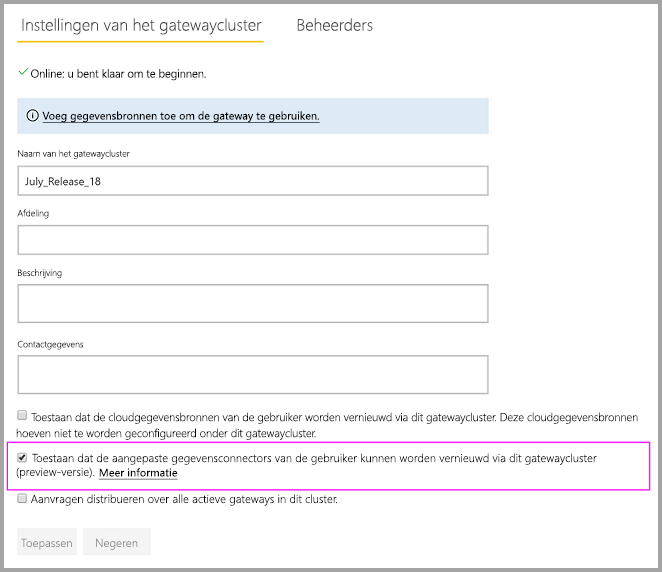 Instellingen van het gatewaycluster Beheerders
Online: u bent klaar om te beginnen.
Voeg gegevensbronnen toe om de gateway te gebruiken.
Naam van het gatewaycluster
July_Release_18
Afdeling
Beschrijving
Contactgegevens
Toestaan dat de cloudgegevensbronnen van de gebruiker worden vernieuwd via dit gatewaycluster. Deze cloudgegevensbronnen
hoeven niet te worden geconfigureerd onder dit gatewaycluster.
Toestaan dat de aangepaste gegevensconnectors van de gebruiker kunnen worden vernieuwd via dit gatewaycluster
(preview-versie). Meer informatie
Aanvragen distribueren over alle actieve gateways in dit cluster.
Toepassen Negeren